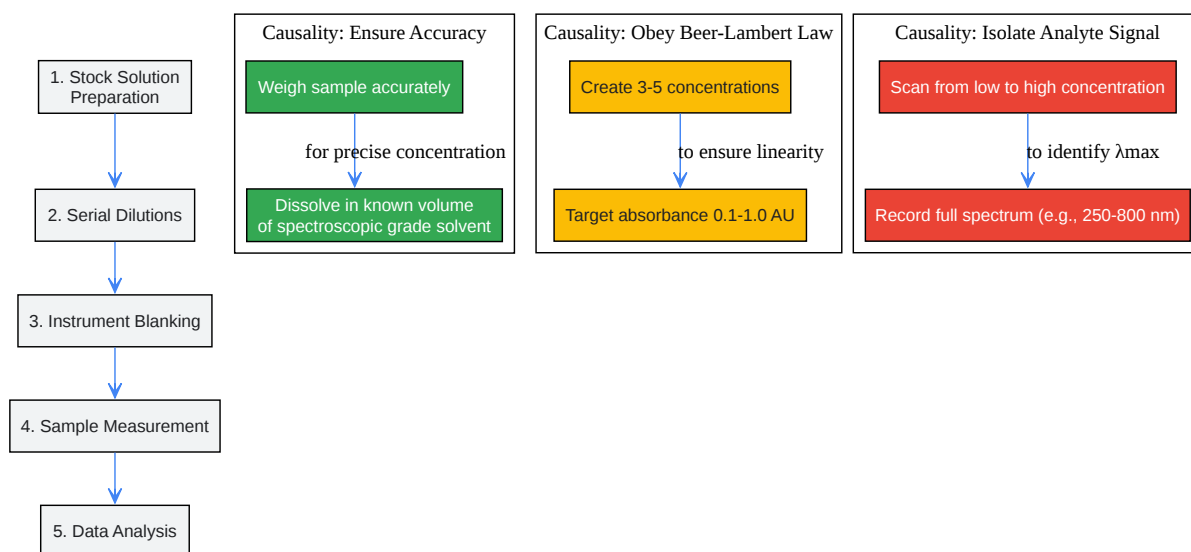 1. Stock Solution
Preparation
2. Serial Dilutions
3. Instrument Blanking
4. Sample Measurement
5. Data Analysis
Causality: Ensure Accuracy
Weigh sample accurately
for precise concentration
Dissolve in known volume
of spectroscopic grade solvent
Causality: Obey Beer-Lambert Law
Create 3-5 concentrations
to ensure linearity
Target absorbance 0.1-1.0 AU
Causality: Isolate Analyte Signal
Scan from low to high concentration
to identify λmax
Record full spectrum (e.g., 250-800 nm)